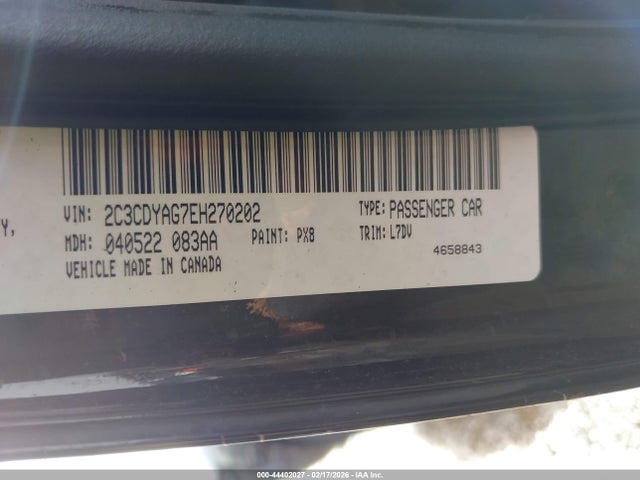 Y,
VIN: 2C3CDYAG7EH270202 TYPE: PASSENGER CAR
MDH: 040522 083AA PAINT: PX8 TRIM: L7DV
VEHICLE MADE IN CANADA 4658843
000-44402027 - 02/17/2026 - Copyright IAA, Inc.